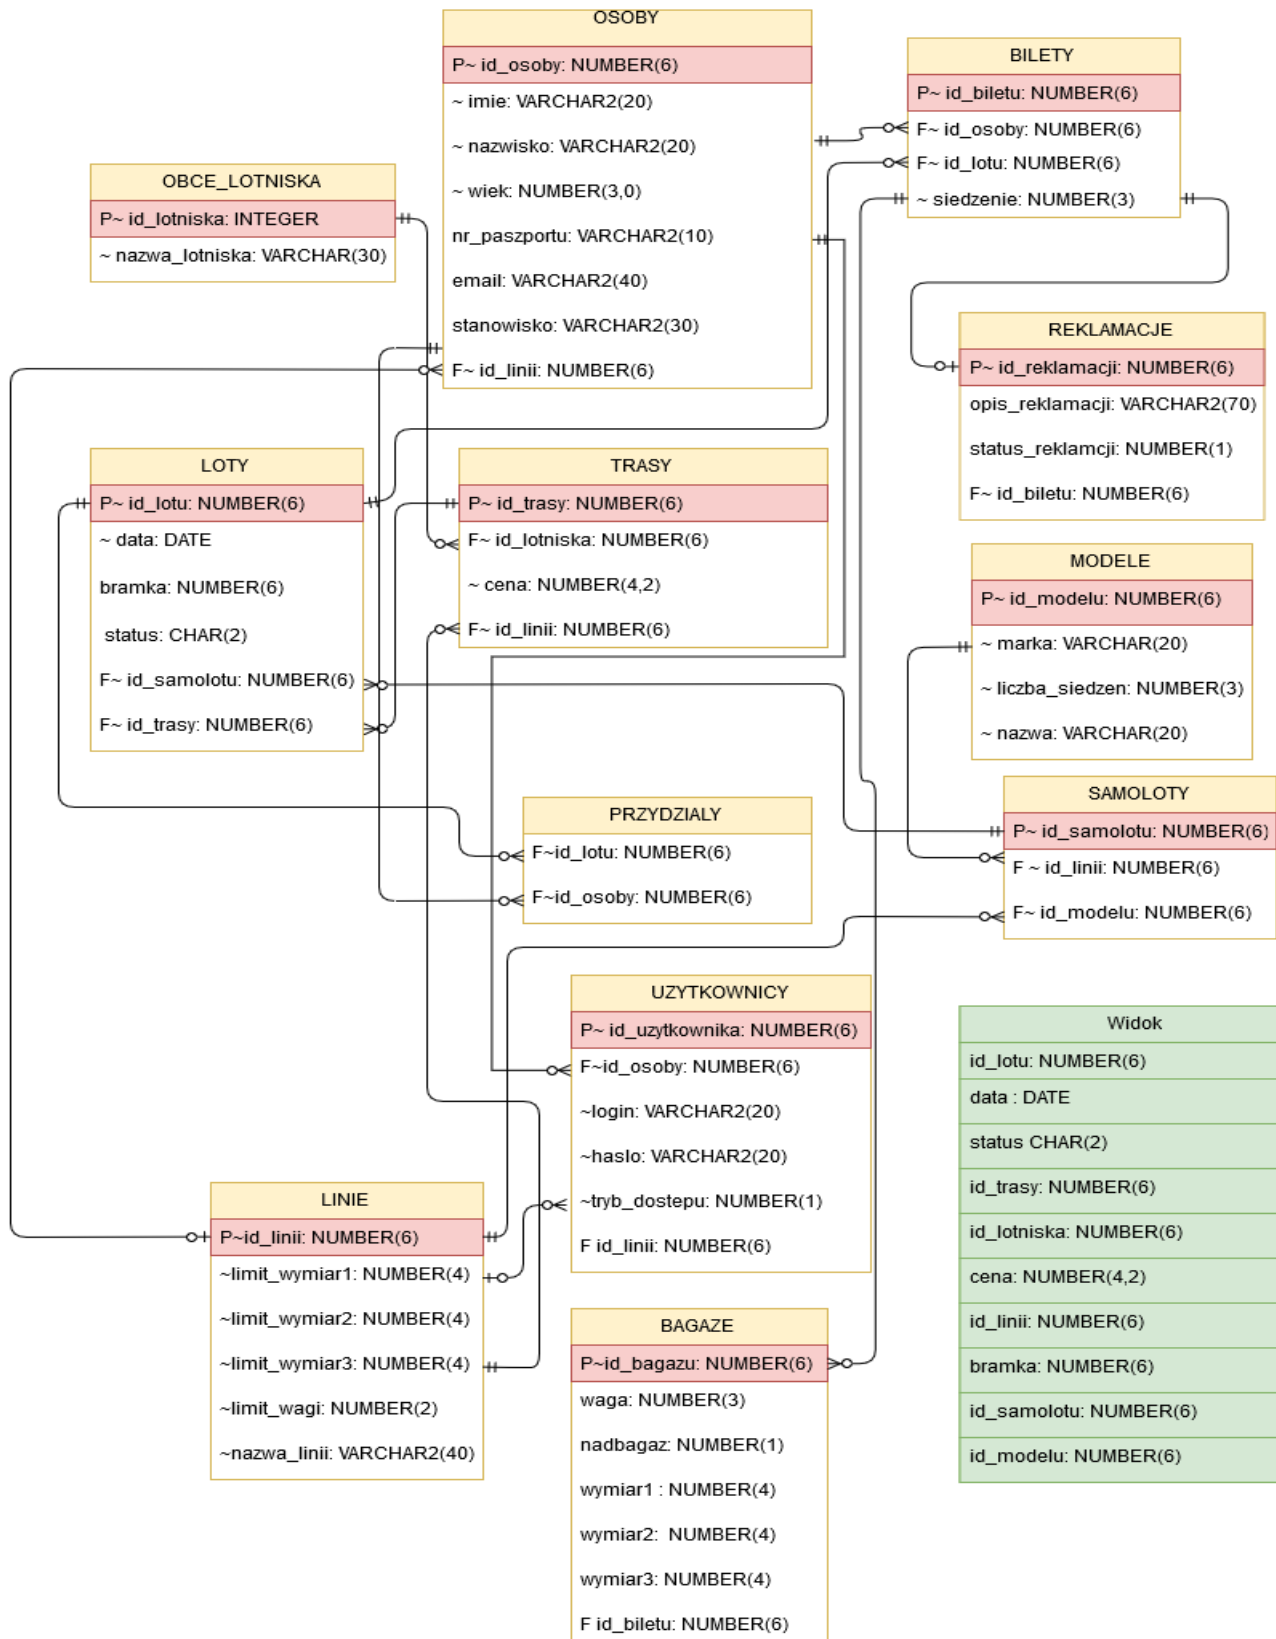 OSOBY
P~ id_osoby: NUMBER(6)
~ imie: VARCHAR2(20)
~ nazwisko: VARCHAR2(20)
~ wiek: NUMBER(3,0)
nr_paszportu: VARCHAR2(10)
email: VARCHAR2(40)
stanowisko: VARCHAR2(30)
F~ id_linii: NUMBER(6)
BILETY
P~ id_biletu: NUMBER(6)
F~ id_osoby: NUMBER(6)
F~ id_lotu: NUMBER(6)
~ siedzenie: NUMBER(3)
OBCE_LOTNISKA
P~ id_lotniska: INTEGER
~ nazwa_lotniska: VARCHAR(30)
REKLAMACJE
P~ id_reklamacji: NUMBER(6)
opis_reklamacji: VARCHAR2(70)
status_reklamcji: NUMBER(1)
F~ id_biletu: NUMBER(6)
LOTY
P~ id_lotu: NUMBER(6)
~ data: DATE
bramka: NUMBER(6)
status: CHAR(2)
F~ id_samolotu: NUMBER(6)
F~ id_trasy: NUMBER(6)
TRASY
P~ id_trasy: NUMBER(6)
F~ id_lotniska: NUMBER(6)
~ cena: NUMBER(4,2)
F~ id_linii: NUMBER(6)
MODELE
P~ id_modelu: NUMBER(6)
~ marka: VARCHAR(20)
~ liczba_siedzen: NUMBER(3)
~ nazwa: VARCHAR(20)
SAMOLOTY
P~ id_samolotu: NUMBER(6)
F ~ id_linii: NUMBER(6)
F~ id_modelu: NUMBER(6)
PRZYDZIALY
F~id_lotu: NUMBER(6)
F~id_osoby: NUMBER(6)
UZYTKOWNICY
P~ id_uzytkownika: NUMBER(6)
F~id_osoby: NUMBER(6)
~login: VARCHAR2(20)
~haslo: VARCHAR2(20)
~tryb_dostepu: NUMBER(1)
F id_linii: NUMBER(6)
Widok
id_lotu: NUMBER(6)
data : DATE
status CHAR(2)
id_trasy: NUMBER(6)
id_lotniska: NUMBER(6)
cena: NUMBER(4,2)
id_linii: NUMBER(6)
bramka: NUMBER(6)
id_samolotu: NUMBER(6)
id_modelu: NUMBER(6)
LINIE
P~id_linii: NUMBER(6)
~limit_wymiar1: NUMBER(4)
~limit_wymiar2: NUMBER(4)
~limit_wymiar3: NUMBER(4)
~limit_wagi: NUMBER(2)
~nazwa_linii: VARCHAR2(40)
BAGAZE
P~id_bagazu: NUMBER(6)
waga: NUMBER(3)
nadbagaz: NUMBER(1)
wymiar1 : NUMBER(4)
wymiar2: NUMBER(4)
wymiar3: NUMBER(4)
F id_biletu: NUMBER(6)